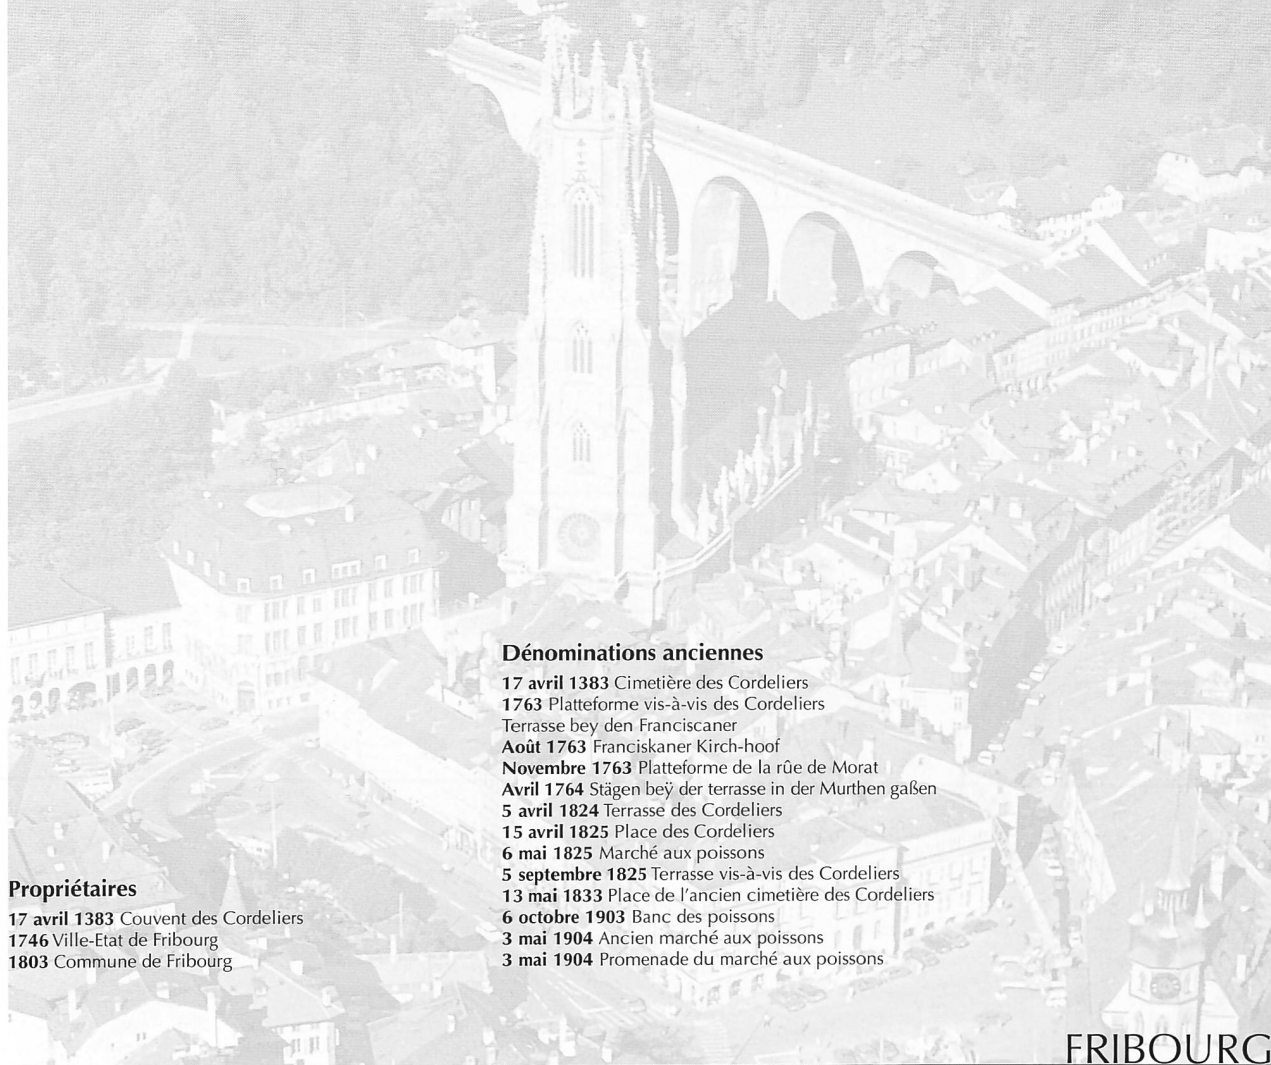 Propriétaires
17 avril 1383 Couvent des Cordeliers
1746 Ville-Etat de Fribourg
1803 Commune de Fribourg
Dénominations anciennes
17 avril 1383 Cimetière des Cordeliers
1763 Platteforme vis-à-vis des Cordeliers
Terrasse bey den Franciscaner
Août 1763 Franciskaner Kirch-hoof
Novembre 1763 Platteforme de la rûe de Morat
Avril 1764 Stägen beÿ der terrasse in der Murthen gaßen
5 avril 1824 Terrasse des Cordeliers
15 avril 1825 Place des Cordeliers
6 mai 1825 Marché aux poissons
5 septembre 1825 Terrasse vis-à-vis des Cordeliers
13 mai 1833 Place de l'ancien cimetière des Cordeliers
6 octobre 1903 Banc des poissons
3 mai 1904 Ancien marché aux poissons
3 mai 1904 Promenade du marché aux poissons
FRIBOURG